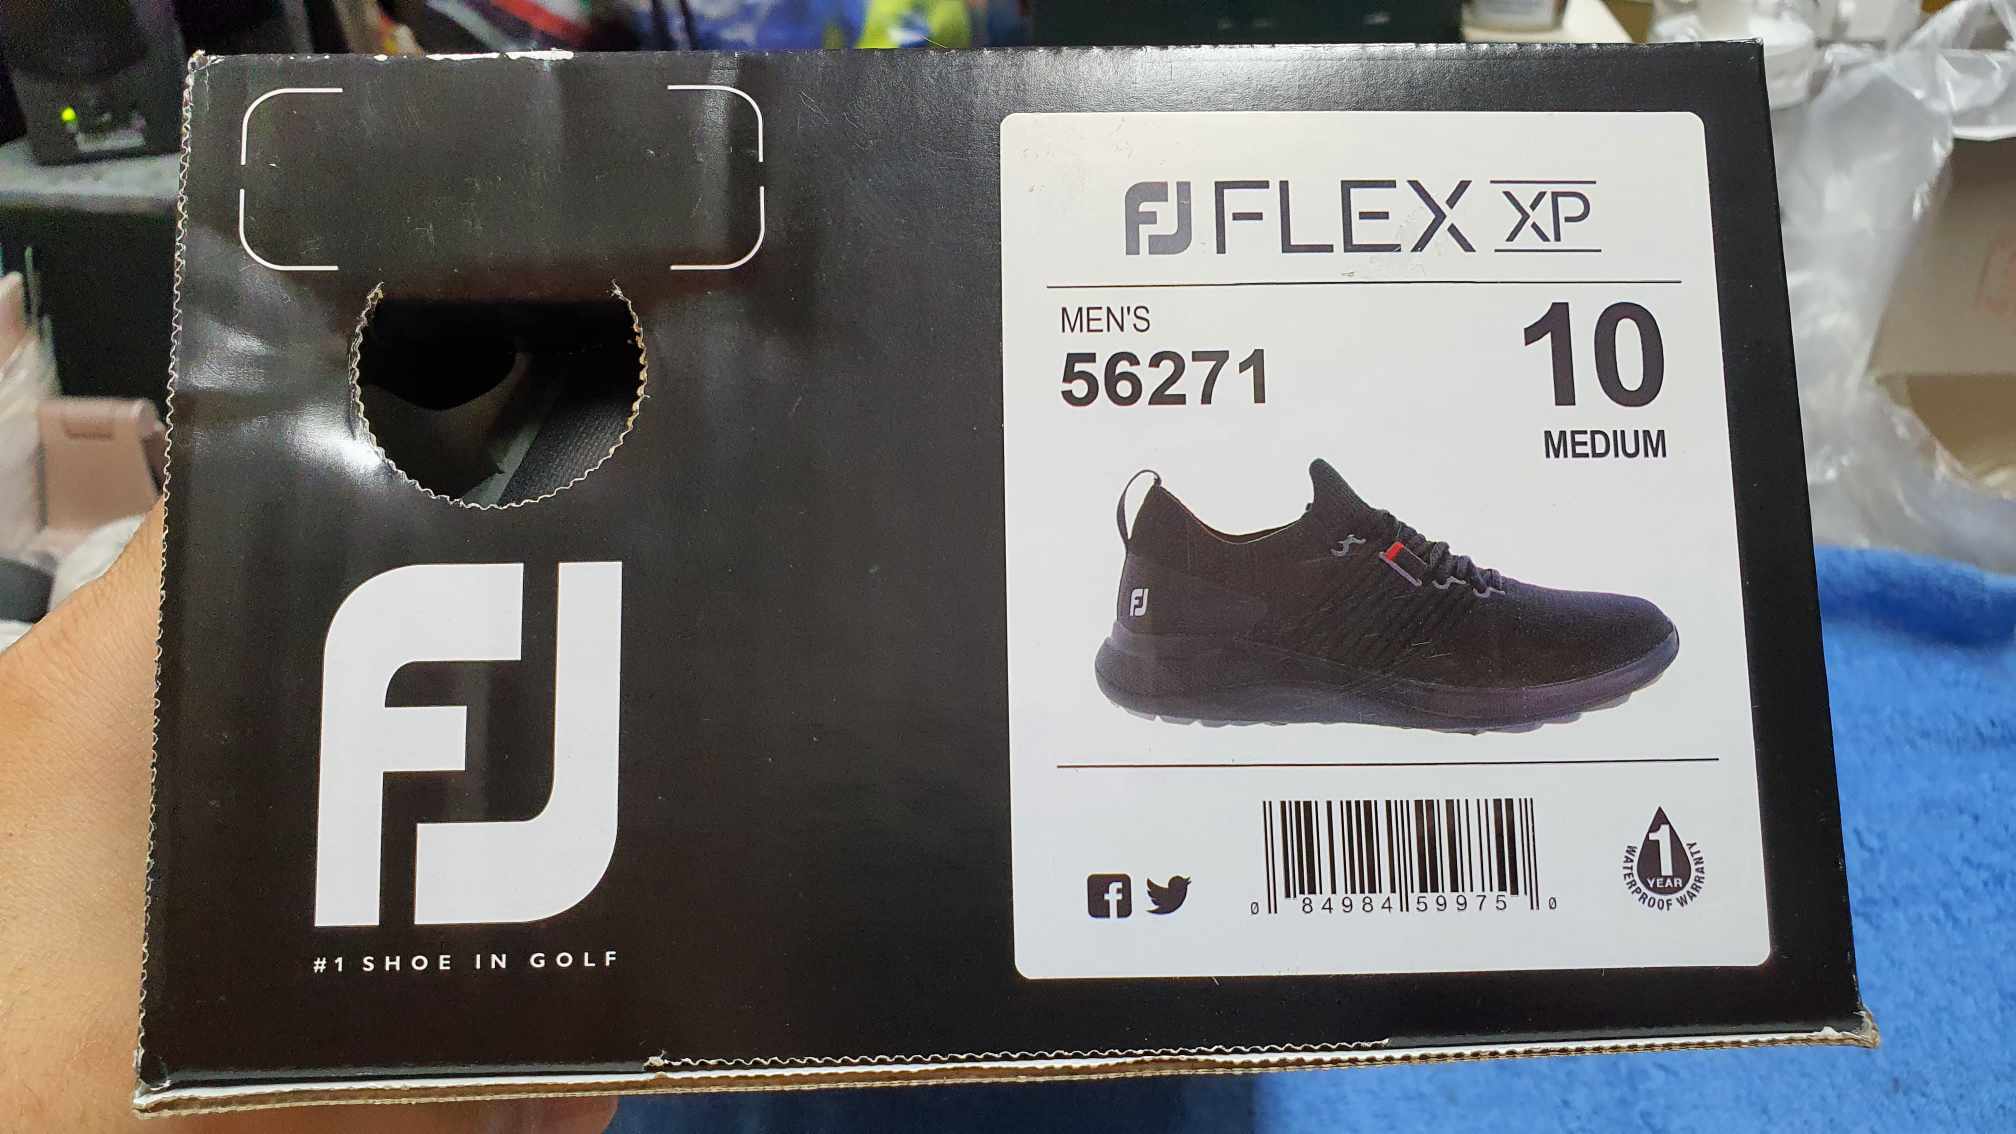 FJ
#1 SHOE IN GOLF
FJ FLEX XP
MEN'S
56271
10
MEDIUM
FJ
0 84984 59975 0
1
YEAR
WATERPROOF WARRANTY